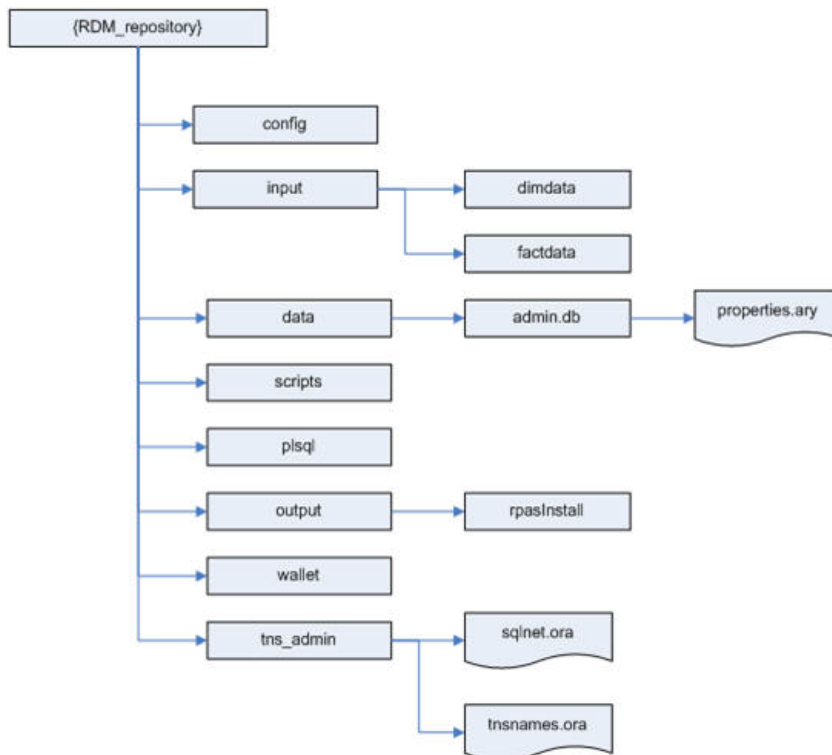 {RDM_repository}
config
input
dimdata
factdata
data
admin.db
properties.ary
scripts
plsql
output
rpasInstall
wallet
tns_admin
sqlnet.ora
tnsnames.ora